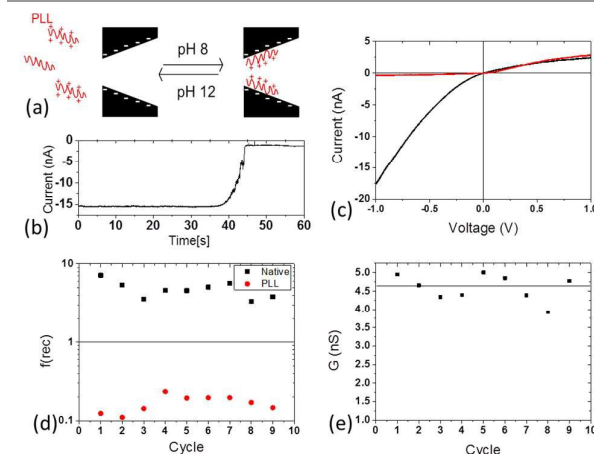 PLL
pH 8
pH 12
(a)
Current (nA)
0
-5
-10
-15
0 10 20 30 40 50 60
Time[s]
(b)
Current (nA)
5
0
-5
-10
-15
-20
-1.0 -0.5 0.0 0.5 1.0
Voltage (V)
(c)
f(rec)
10
1
0.1
Native
PLL
0 1 2 3 4 5 6 7 8 9 10
Cycle
(d)
G (nS)
5.0
4.5
4.0
3.5
3.0
2.5
2.0
1.5
1.0
0 1 2 3 4 5 6 7 8 9 10
Cycle
(e)